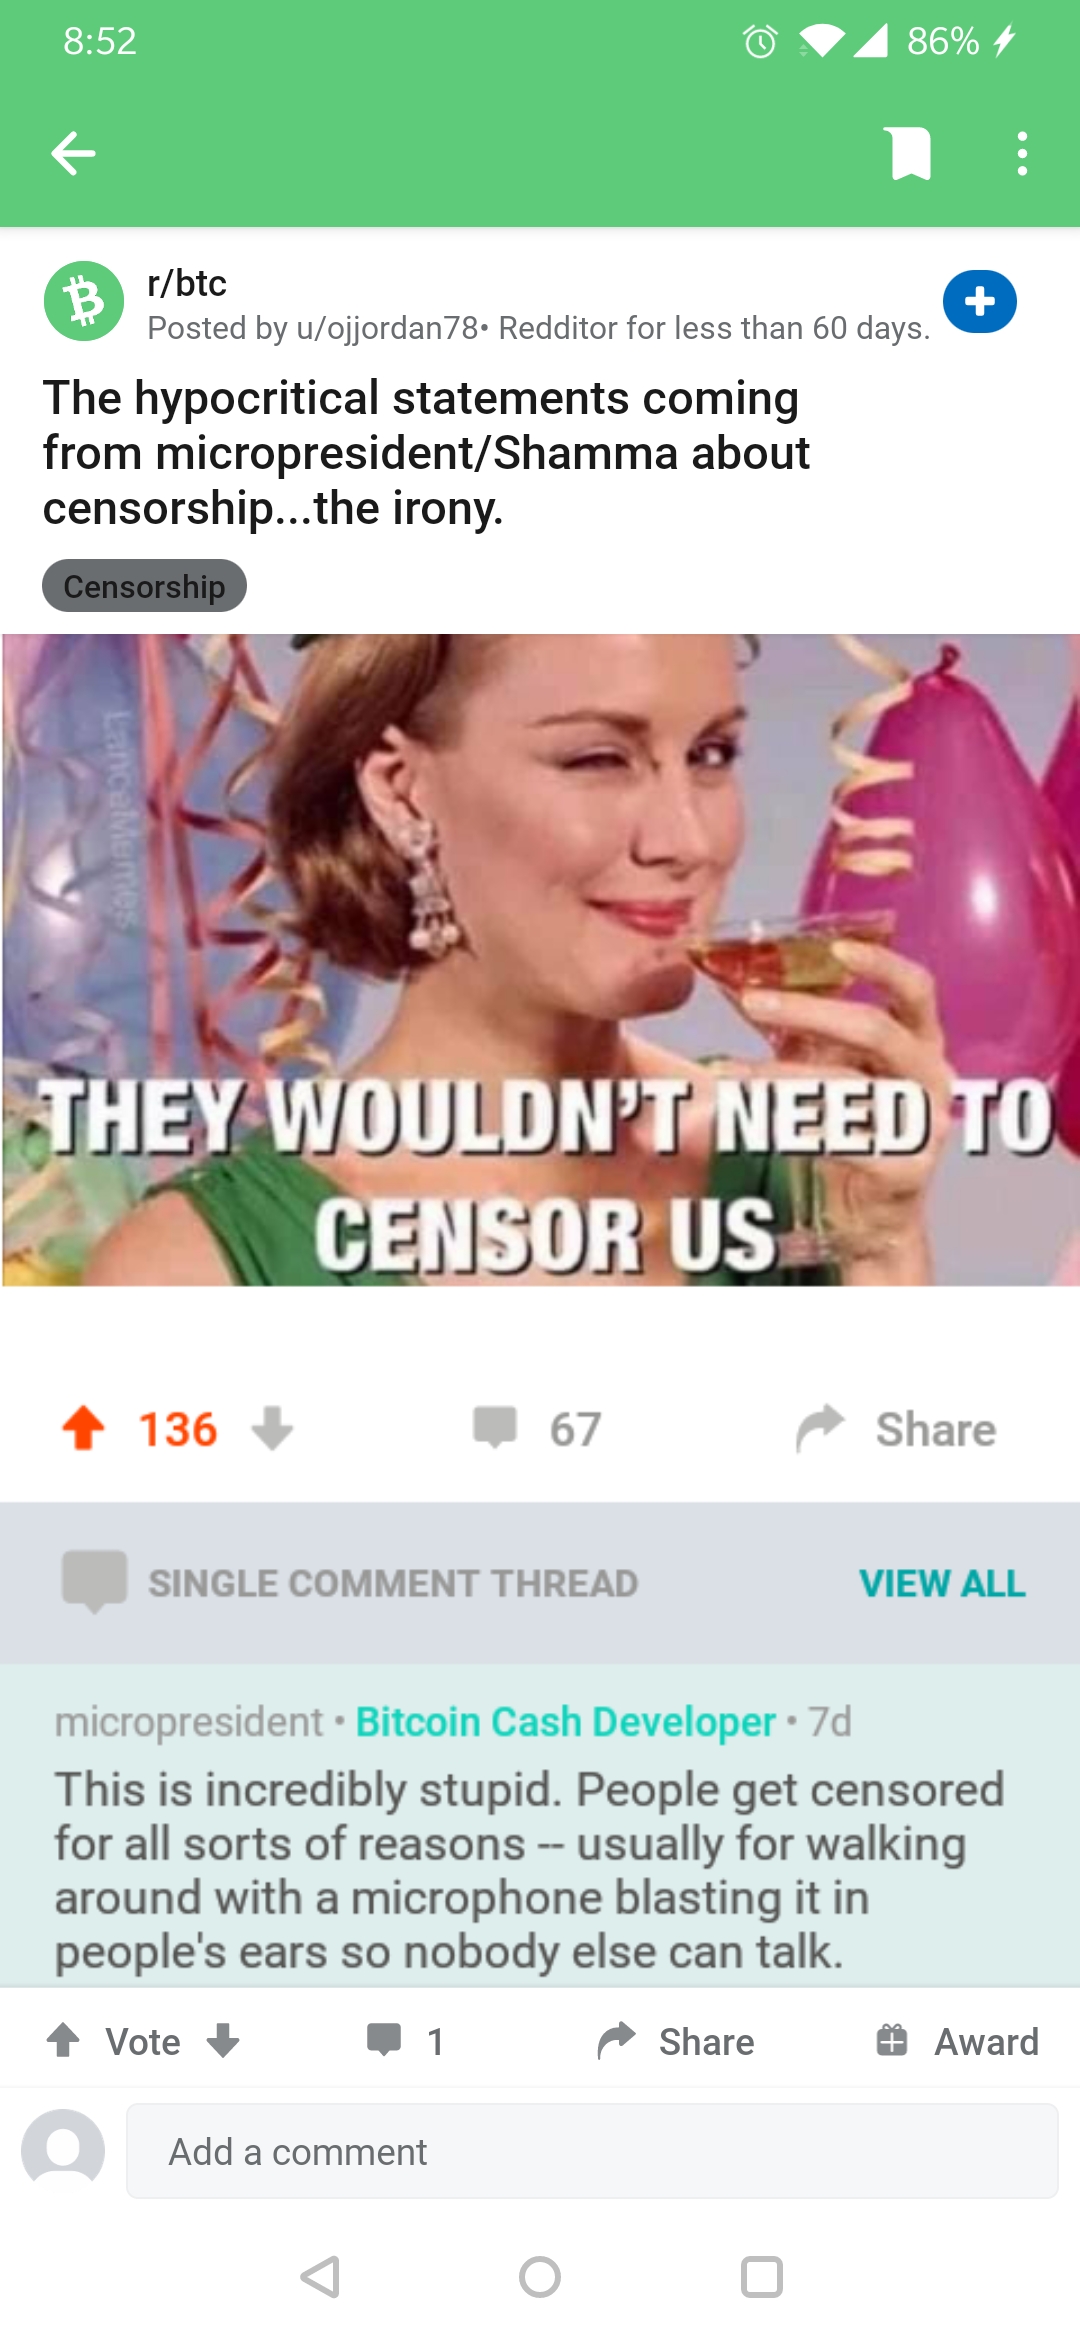 8:52
86%
r/btc
Posted by u/ojjordan78• Redditor for less than 60 days.
The hypocritical statements coming
from micropresident/Shamma about
censorship...the irony.
Censorship
LancaMemes
THEY WOULDN'T NEED TO
CENSOR US
136
67
Share
SINGLE COMMENT THREAD
VIEW ALL
micropresident • Bitcoin Cash Developer • 7d
This is incredibly stupid. People get censored
for all sorts of reasons -- usually for walking
around with a microphone blasting it in
people's ears so nobody else can talk.
Vote
1
Share
Award
Add a comment